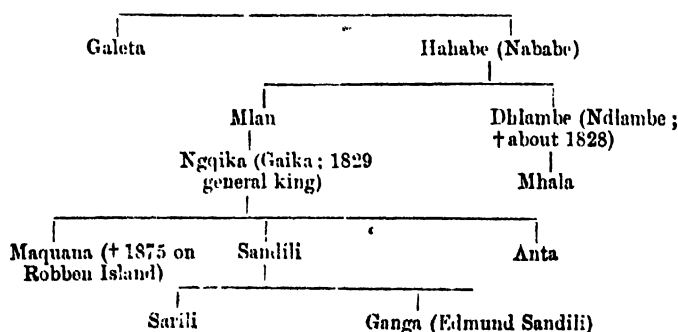 Galeta Hahabe (Nababe)
Mlan Dhlambe (Ndlambe ;
† about 1828)
Ngqika (Gaika ; 1829
general king) Mhala
Maquana († 1875 on Sandili Anta
Robben Island)
Sarili Ganga (Edmund Sandili)